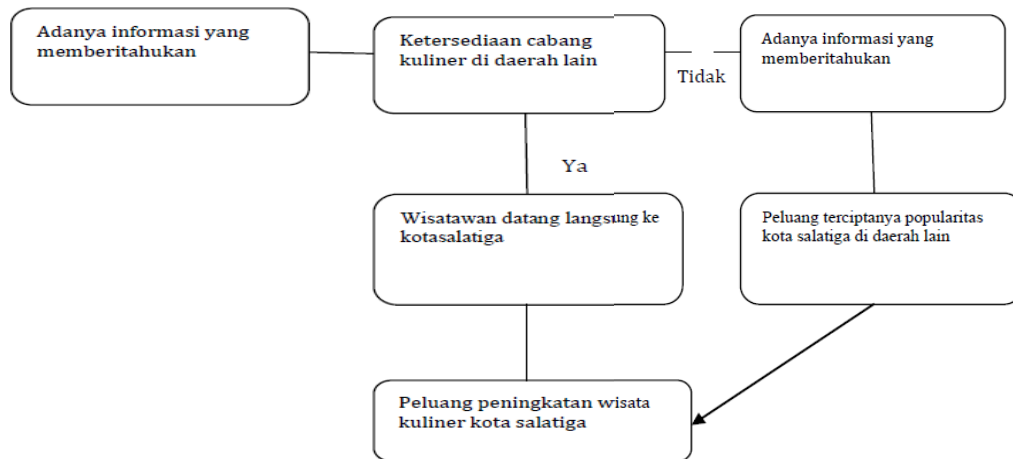 Adanya informasi yang
memberitahukan
Ketersediaan cabang
kuliner di daerah lain
Tidak
Adanya informasi yang
memberitahukan
Ya
Wisatawan datang langsung ke
kotasalatiga
Peluang terciptanya popularitas
kota salatiga di daerah lain
Peluang peningkatan wisata
kuliner kota salatiga